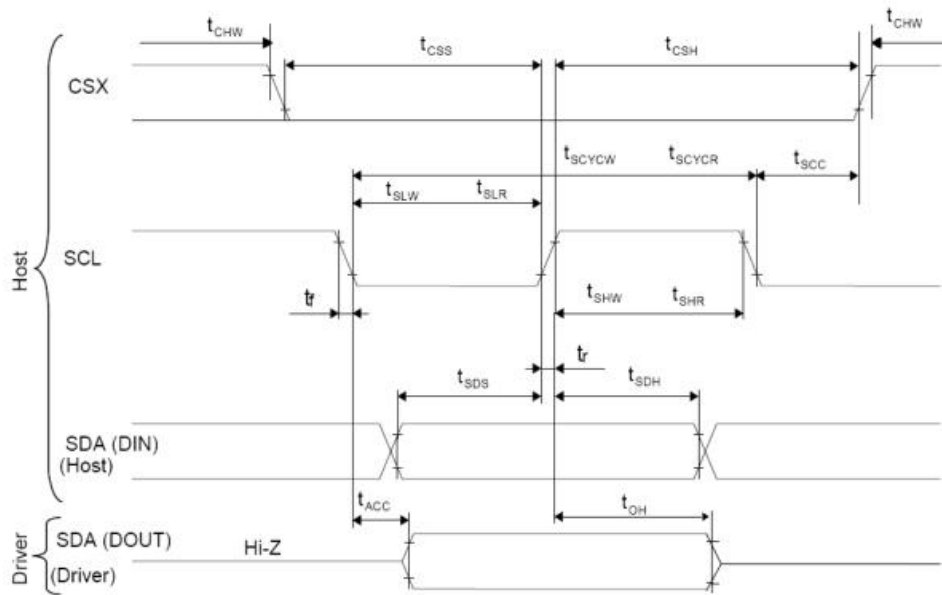 tCHW
tCHW
tCSS
tCSH
CSX
tSCYCW
tSCYCR
tSCC
tSLW
tSLR
Host
SCL
tf
tSHW
tSHR
tr
tSDS
tSDH
SDA (DIN)
(Host)
tACC
tOH
Driver
SDA (DOUT)
Hi-Z
(Driver)